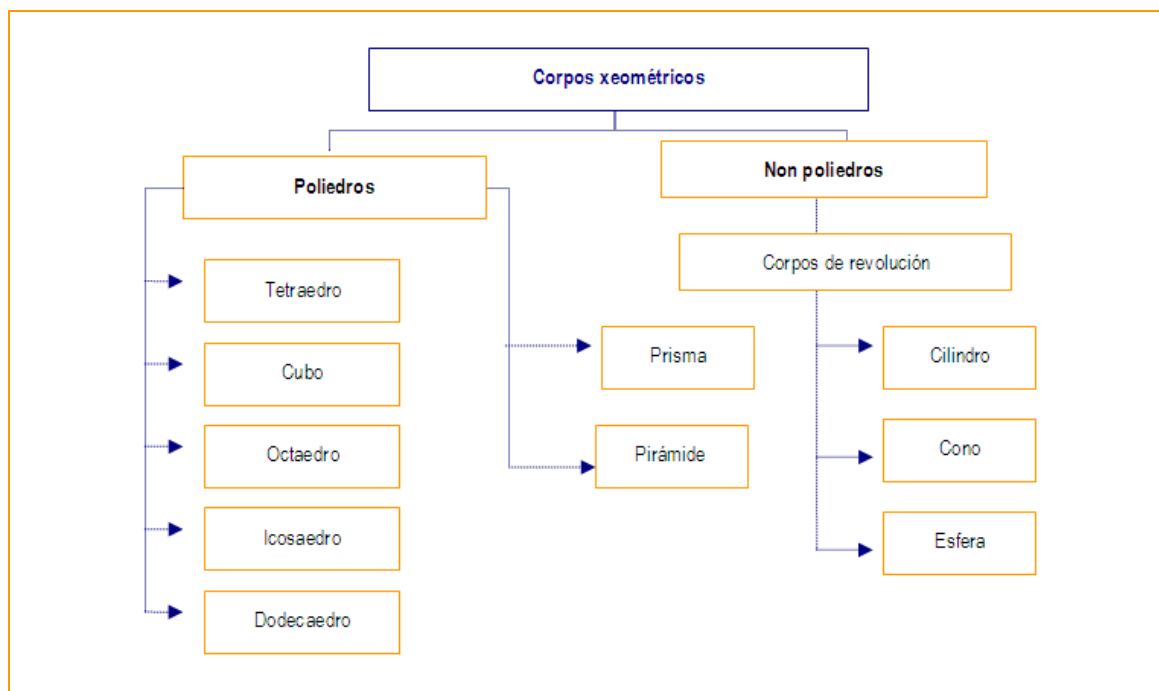 Corpos xeométricos
Poliedros
Non poliedros
Corpos de revolución
Tetraedro
Cubo
Octaedro
Icosaedro
Dodecaedro
Prisma
Pirámide
Cilindro
Cono
Esfera